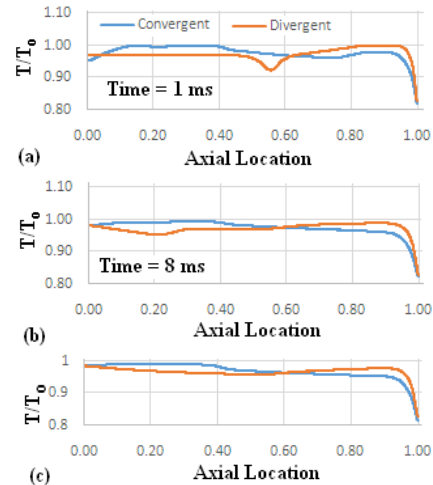 Convergent Divergent
T/To
1.10
1.00
0.90
0.80
Time = 1 ms
0.00 0.20 0.40 0.60 0.80 1.00
(a)
Axial Location
T/To
1.10
1.00
0.90
0.80
Time = 8 ms
0.00 0.20 0.40 0.60 0.80 1.00
(b)
Axial Location
T/To
1
0.9
0.8
0.00 0.20 0.40 0.60 0.80 1.00
(c)
Axial Location